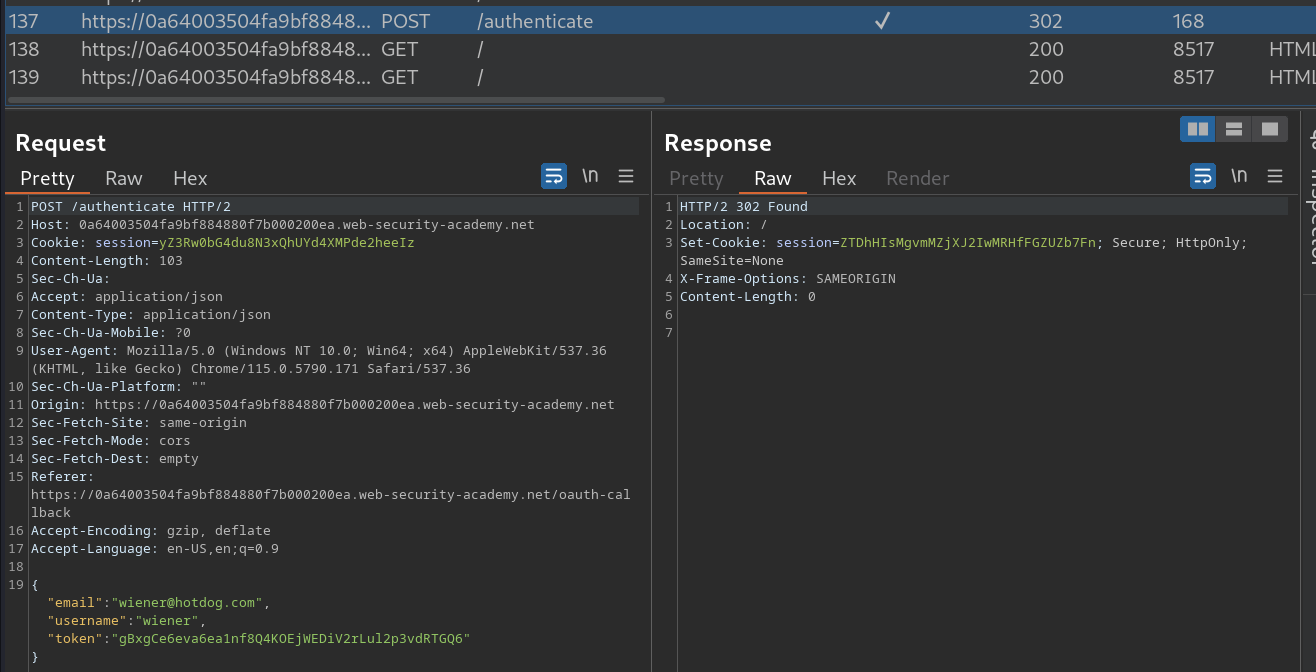 137 https://0a64003504fa9bf8848... POST /authenticate ✓ 302 168
138 https://0a64003504fa9bf8848... GET / 200 8517 HTML
139 https://0a64003504fa9bf8848... GET / 200 8517 HTML
Request
Pretty Raw Hex \n
1 POST /authenticate HTTP/2
2 Host: 0a64003504fa9bf884880f7b000200ea.web-security-academy.net
3 Cookie: session=yZ3Rw0bG4du8N3xQhUYd4XMPde2heeIz
4 Content-Length: 103
5 Sec-Ch-Ua:
6 Accept: application/json
7 Content-Type: application/json
8 Sec-Ch-Ua-Mobile: ?0
9 User-Agent: Mozilla/5.0 (Windows NT 10.0; Win64; x64) AppleWebKit/537.36
(KHTML, like Gecko) Chrome/115.0.5790.171 Safari/537.36
10 Sec-Ch-Ua-Platform: ""
11 Origin: https://0a64003504fa9bf884880f7b000200ea.web-security-academy.net
12 Sec-Fetch-Site: same-origin
13 Sec-Fetch-Mode: cors
14 Sec-Fetch-Dest: empty
15 Referer:
https://0a64003504fa9bf884880f7b000200ea.web-security-academy.net/oauth-cal
lback
16 Accept-Encoding: gzip, deflate
17 Accept-Language: en-US,en;q=0.9
18
19 {
"email":"wiener@hotdog.com",
"username":"wiener",
"token":"gBxgCe6eva6ea1nf8Q4KOEjWEDiV2rLul2p3vdRTGQ6"
}
Response
Pretty Raw Hex Render \n
1 HTTP/2 302 Found
2 Location: /
3 Set-Cookie: session=ZTDhHIsMgvmMZjXJ2IwMRHfFGZUZb7Fn; Secure; HttpOnly;
SameSite=None
4 X-Frame-Options: SAMEORIGIN
5 Content-Length: 0
6
7
Inspector